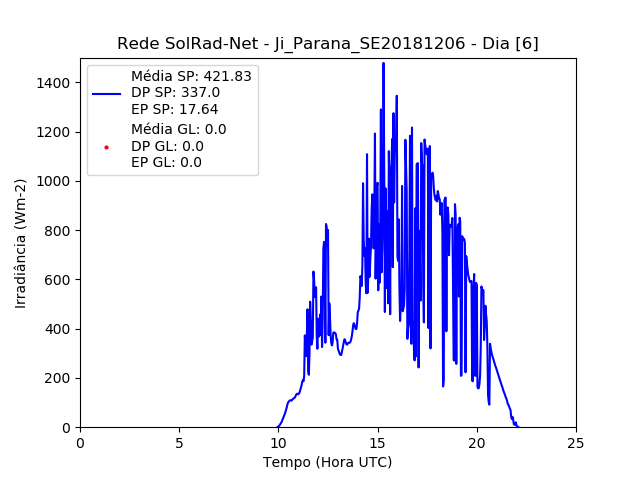 Rede SolRad-Net - Ji_Parana_SE20181206 - Dia [6]
Média SP: 421.83
DP SP: 337.0
EP SP: 17.64
Média GL: 0.0
DP GL: 0.0
EP GL: 0.0
Irradiância (Wm-2)
1400
1200
1000
800
600
400
200
0
0 5 10 15 20 25
Tempo (Hora UTC)